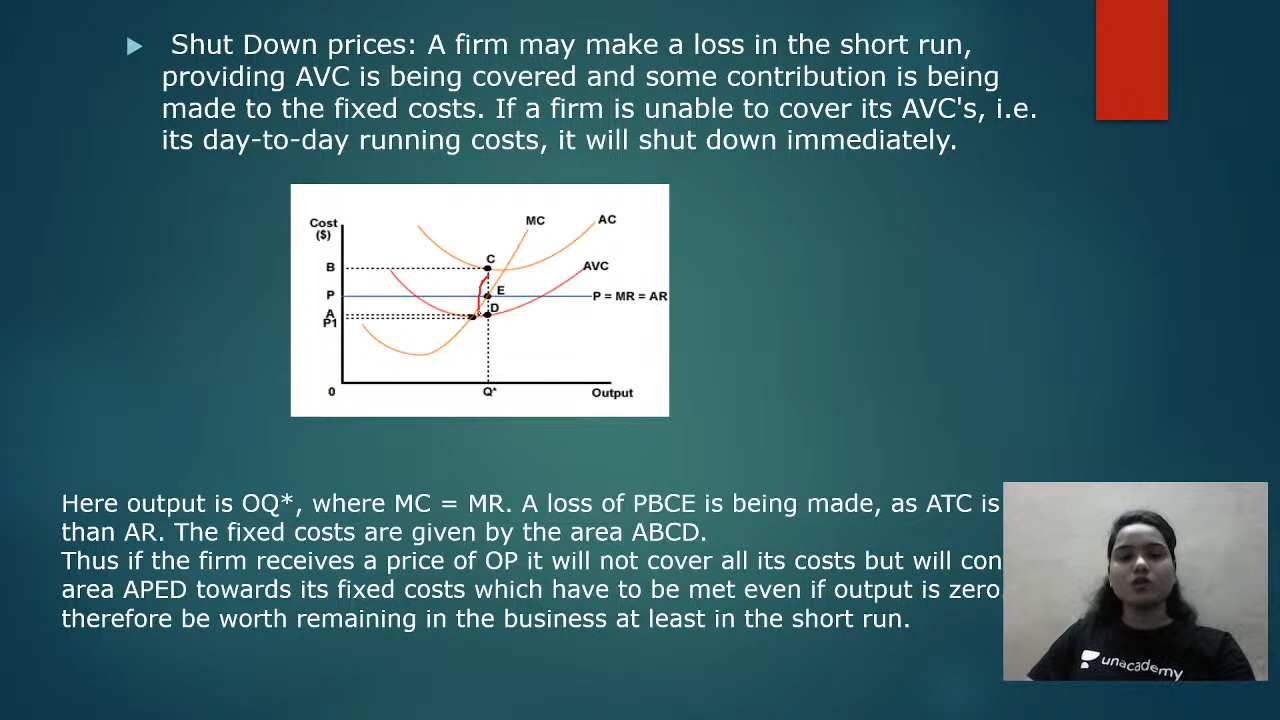 Shut Down prices: A firm may make a loss in the short run,
providing AVC is being covered and some contribution is being
made to the fixed costs. If a firm is unable to cover its AVC's, i.e.
its day-to-day running costs, it will shut down immediately.
Cost
($)
MC
AC
B
C
AVC
P
E
P = MR = AR
A
D
P1
0
Q*
Output
Here output is OQ*, where MC = MR. A loss of PBCE is being made, as ATC is
than AR. The fixed costs are given by the area ABCD.
Thus if the firm receives a price of OP it will not cover all its costs but will con
area APED towards its fixed costs which have to be met even if output is zero
therefore be worth remaining in the business at least in the short run.
unacademy